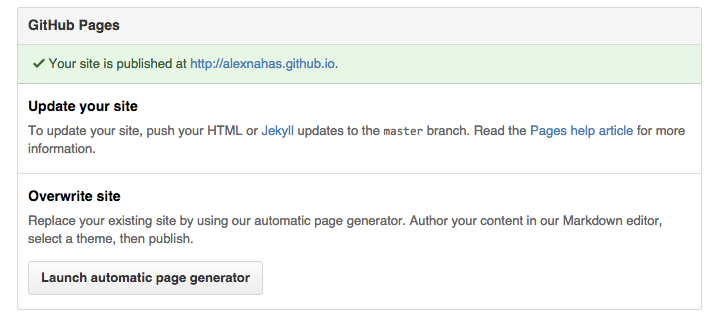 GitHub Pages
Your site is published at http://alexnahas.github.io.
Update your site
To update your site, push your HTML or Jekyll updates to the master branch. Read the Pages help article for more
information.
Overwrite site
Replace your existing site by using our automatic page generator. Author your content in our Markdown editor,
select a theme, then publish.
Launch automatic page generator